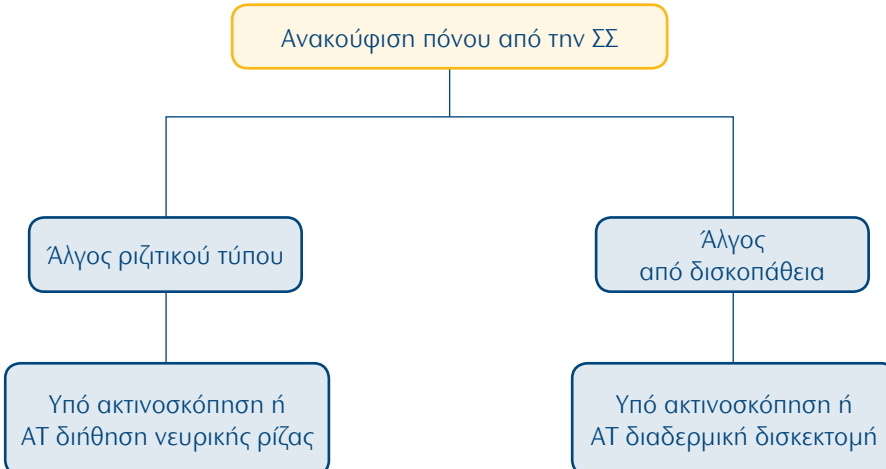 Ανακούφιση πόνου από την ΣΣ
Άλγος ριζιτικού τύπου
Άλγος
από δισκοπάθεια
Υπό ακτινοσκόπηση ή
ΑΤ διήθηση νευρικής ρίζας
Υπό ακτινοσκόπηση ή
ΑΤ διαδερμική δισκεκτομή